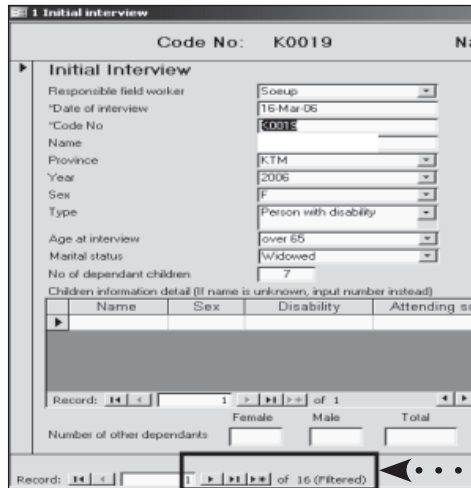 1 Initial interview
Code No: K0019 Na
Initial Interview
Responsible field worker Soeup
*Date of interview 16-Mar-06
*Code No K0019
Name
Province KTM
Year 2006
Sex F
Type Person with disability
Age at interview over 65
Marital status Widowed
No of dependant children 7
Children information detail (If name is unknown, input number instead)
Name Sex Disability Attending sc
Record: 1 of 1
Female Male Total
Number of other dependants
Record: 1 of 16 (Filtered)